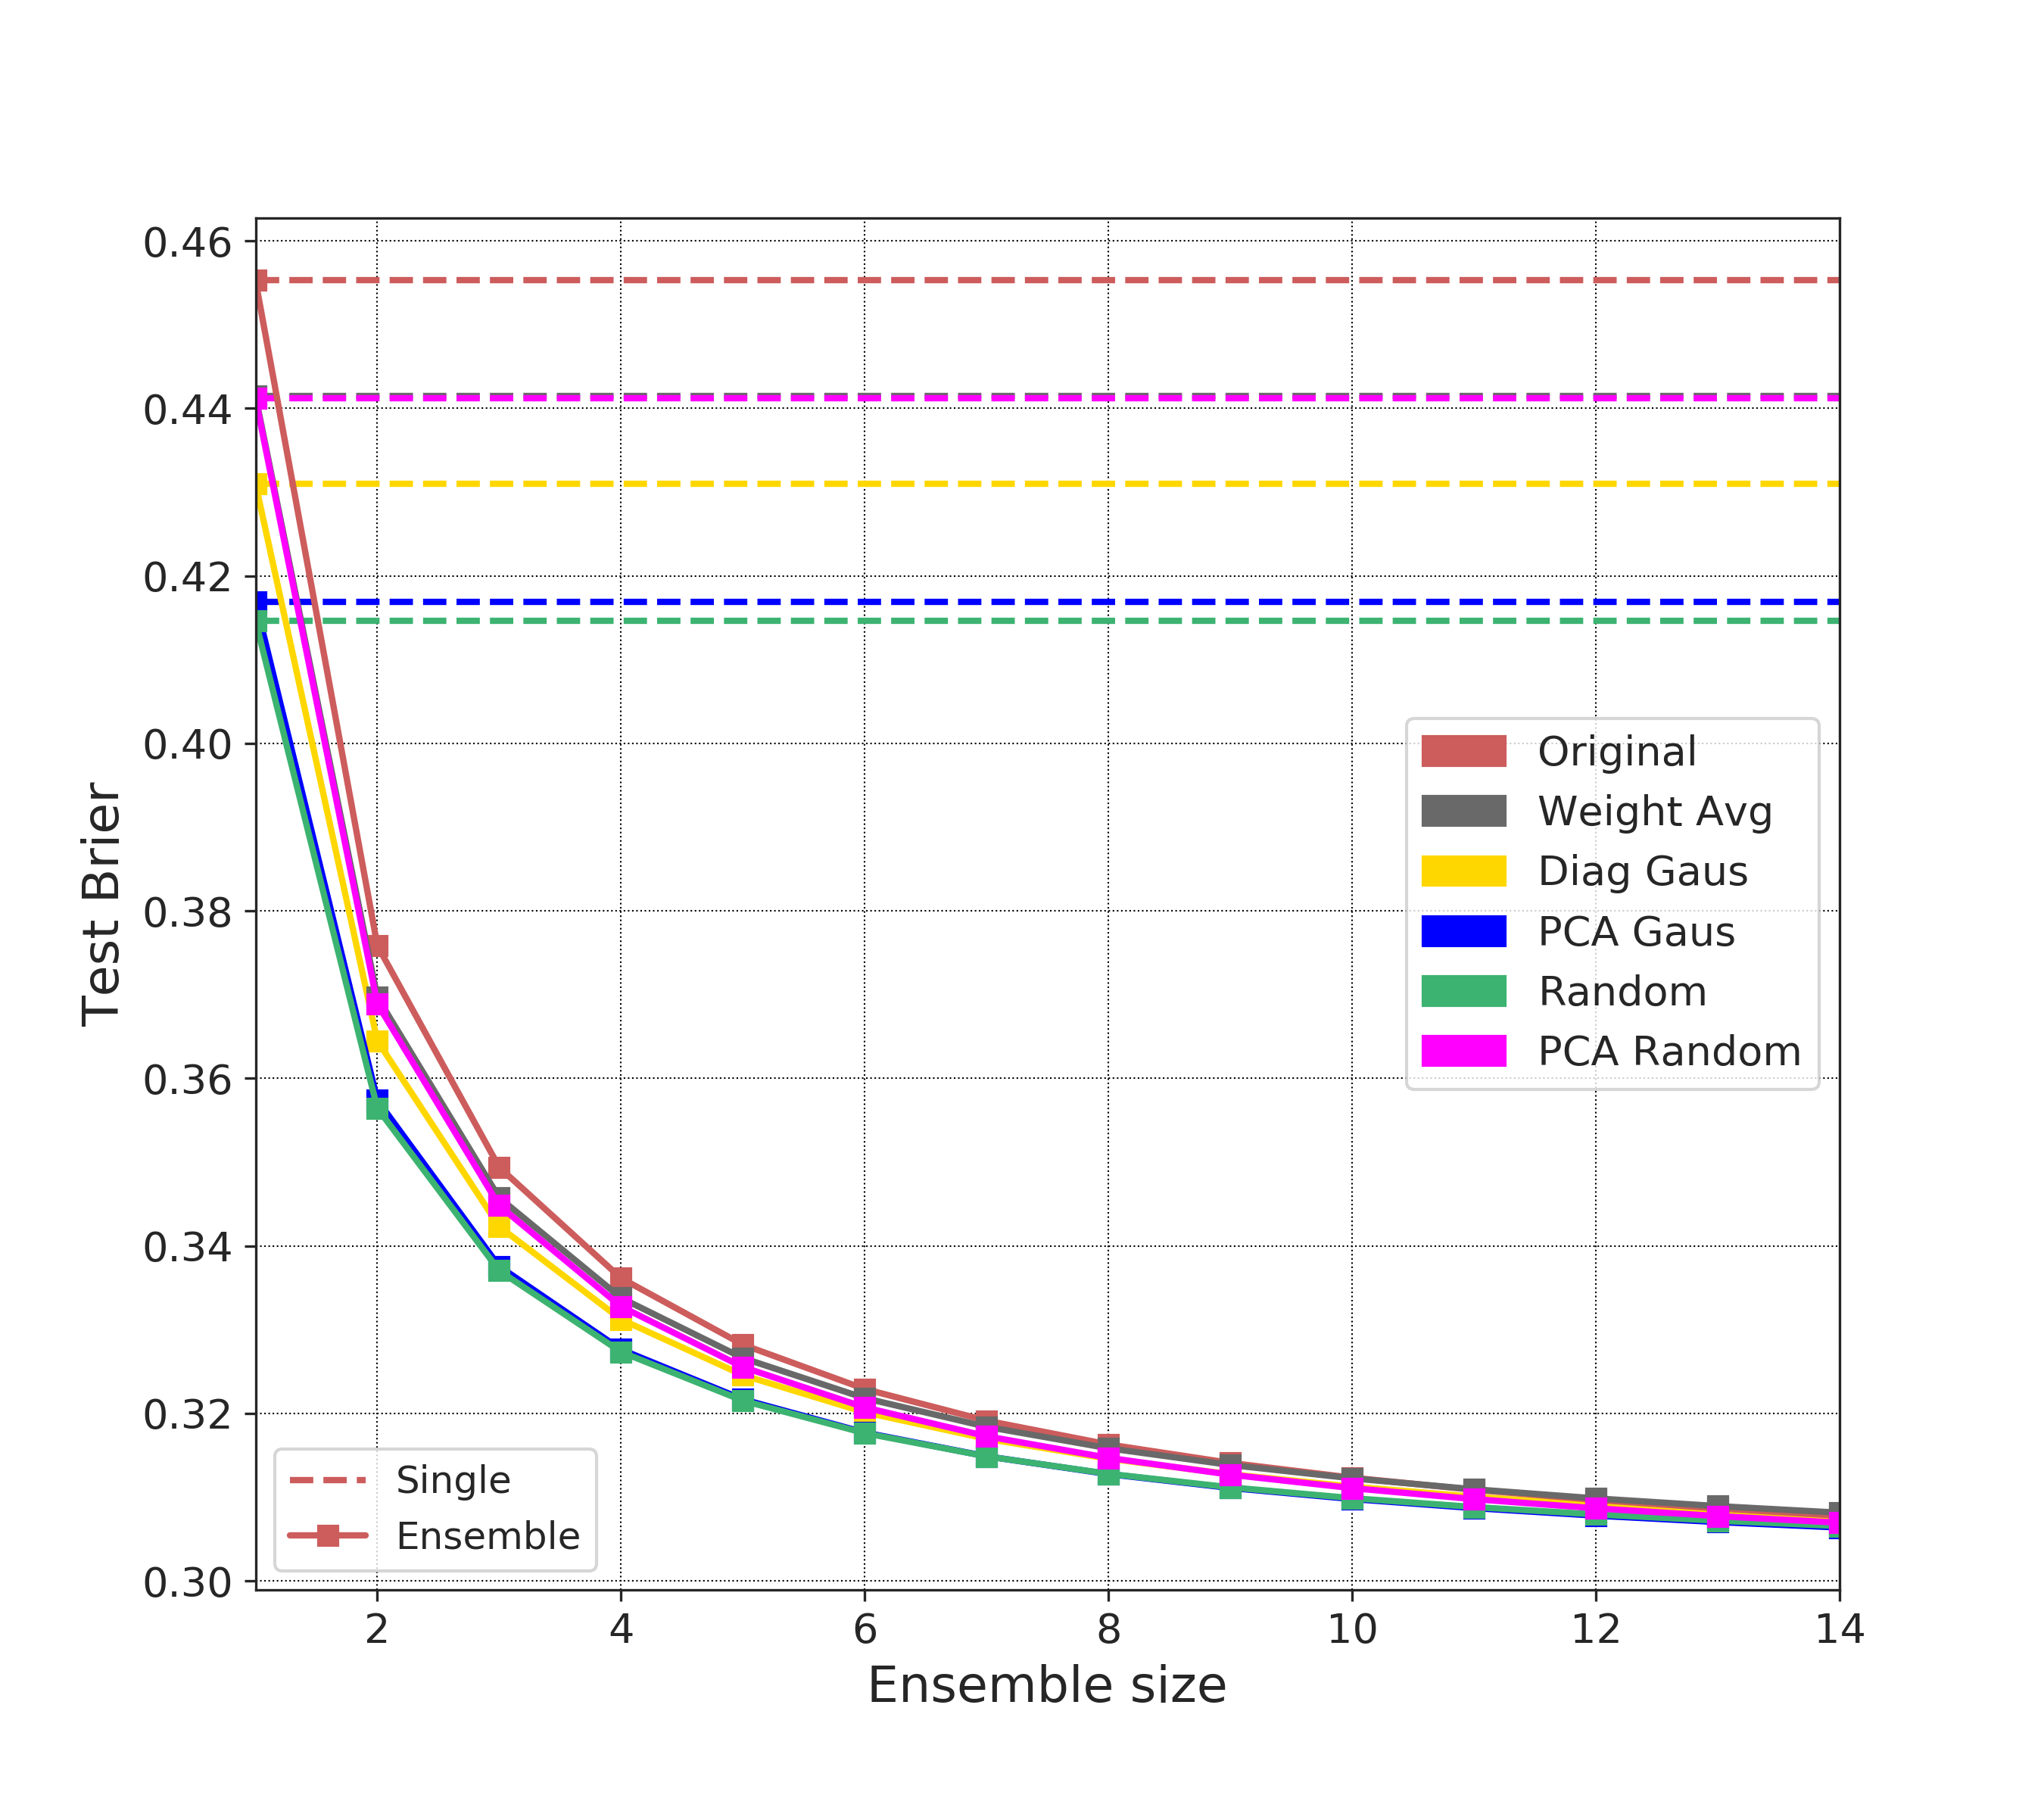 0.46
0.44
0.42
0.40
0.38
0.36
0.34
0.32
0.30
Test Brier
Original
Weight Avg
Diag Gaus
PCA Gaus
Random
PCA Random
Single
Ensemble
2 4 6 8 10 12 14
Ensemble size